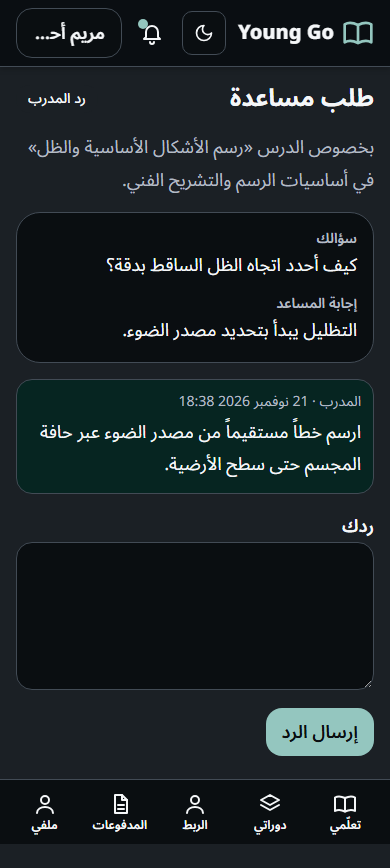 Young Go
مريم أحـ...
طلب مساعدة
رد المدرب
بخصوص الدرس «رسم الأشكال الأساسية والظل»
في أساسيات الرسم والتشريح الفني.
سؤالك
كيف أحدد اتجاه الظل الساقط بدقة؟
إجابة المساعد
التظليل يبدأ بتحديد مصدر الضوء.
المدرب · 21 نوفمبر 2026 18:38
ارسم خطاً مستقيماً من مصدر الضوء عبر حافة
المجسم حتى سطح الأرضية.
ردك
إرسال الرد
تعلّمي
دوراتي
الربط
المدفوعات
ملفي